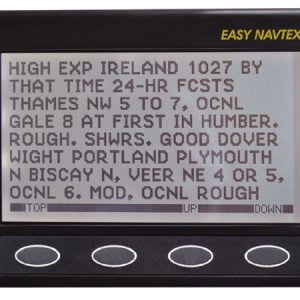 EASY NAVTEX
HIGH EXP IRELAND 1027 BY
THAT TIME 24-HR FCSTS
THAMES NW 5 TO 7, OCNL
GALE 8 AT FIRST IN HUMBER.
ROUGH. SHWRS. GOOD DOVER
WIGHT PORTLAND PLYMOUTH
N BISCAY N, VEER NE 4 OR 5,
OCNL 6. MOD, OCNL ROUGH
TOP UP DOWN